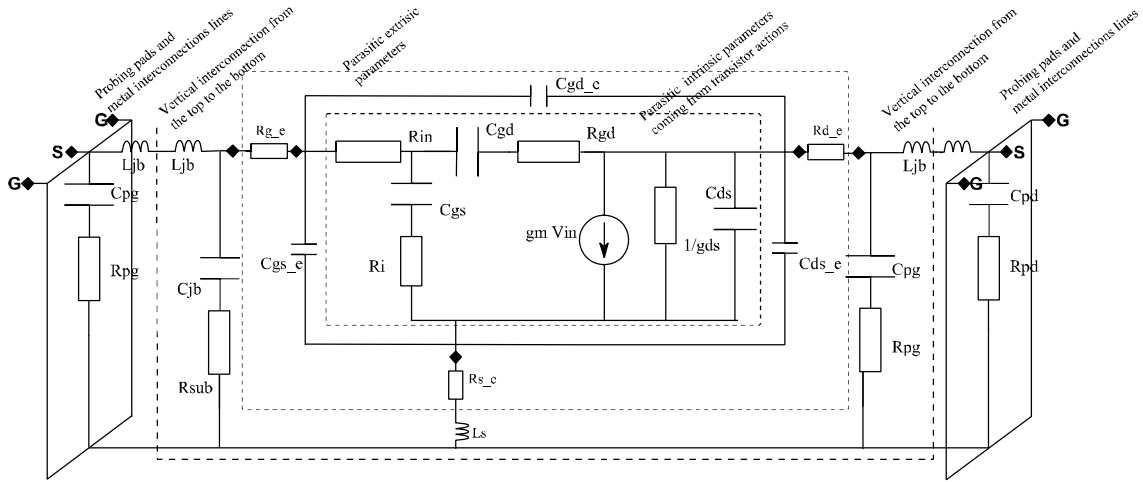 Probing pads and
metal interconnections lines
Vertical interconnection from
the top to the bottom
Parasitic extrisic
parameters
Parasitic intrinsic parameters
coming from transistor actions
Vertical interconnection from
the top to the bottom
Probing pads and
metal interconnections lines
G
S
G
Ljb
Ljb
Rg_e
Rin
Cgd
Rgd
Cgd_e
Rd_e
Ljb
G
S
G
Cpg
Rpg
Cjb
Rsub
Cgs_e
Cgs
Ri
gm Vin
1/gds
Cds
Cds_e
Cpg
Rpg
Cpd
Rpd
Rs_e
Ls